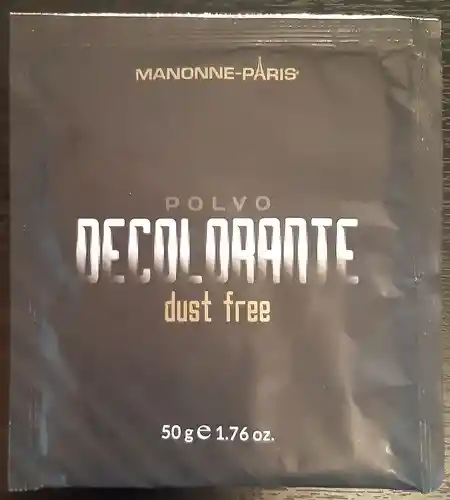 MANONNE-PARIS
POLVO
DECOLORANTE
dust free
50 g e 1.76 oz.